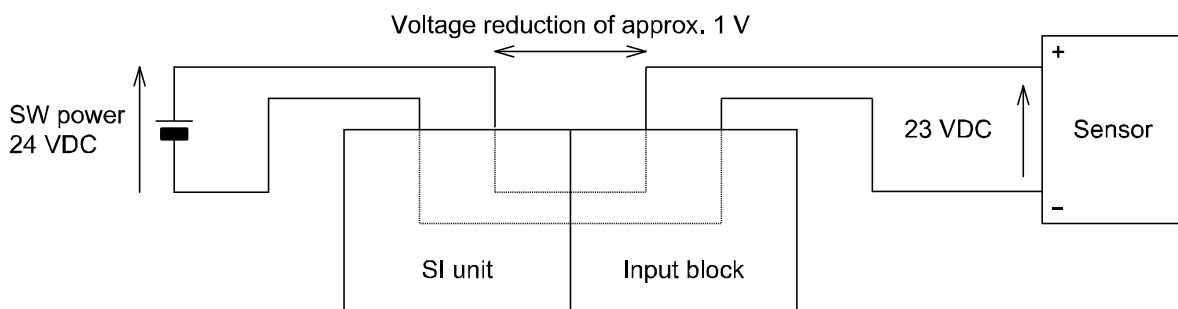 Voltage reduction of approx. 1 V
SW power
24 VDC
+
23 VDC
Sensor
–
SI unit
Input block